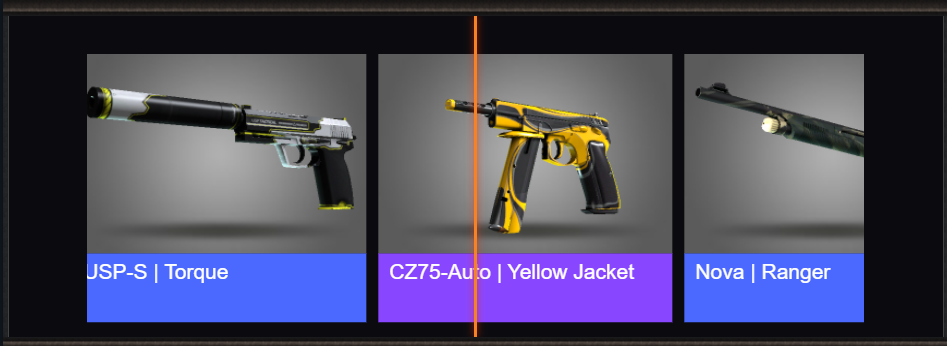 USP-S | Torque
CZ75-Auto | Yellow Jacket
Nova | Ranger